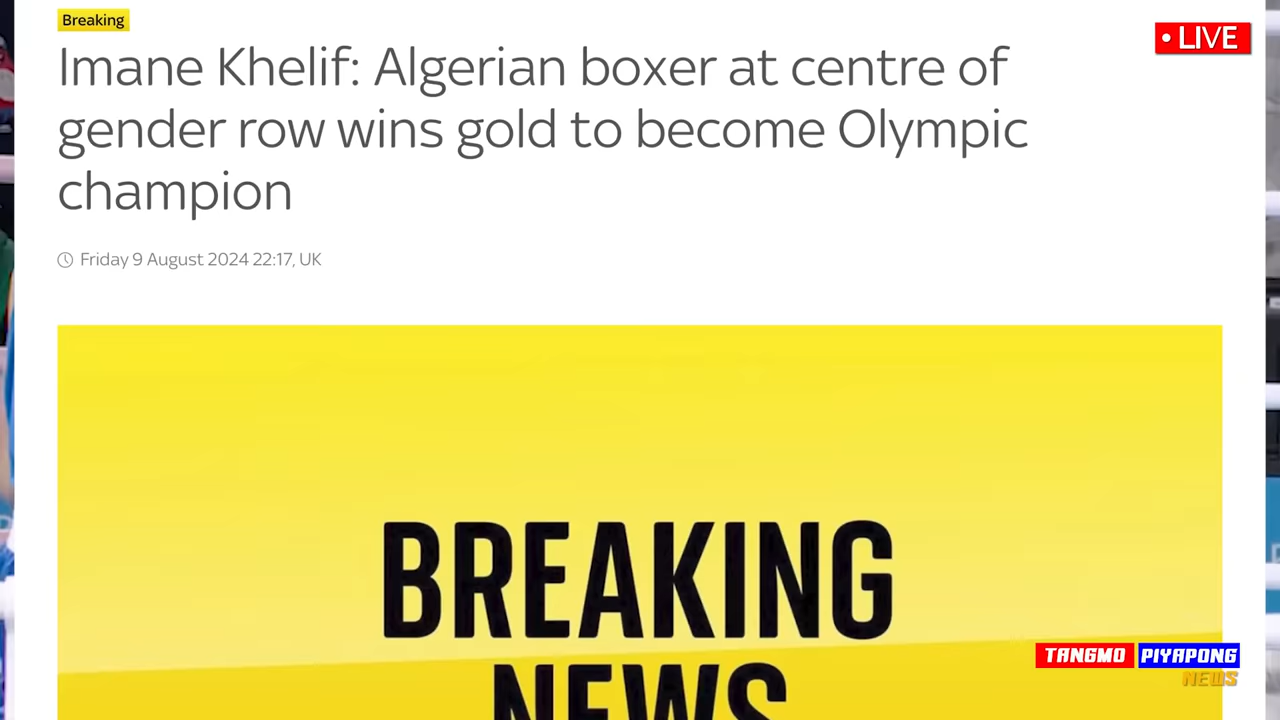 Breaking
• LIVE
Imane Khelif: Algerian boxer at centre of
gender row wins gold to become Olympic
champion
Friday 9 August 2024 22:17, UK
BREAKING
NEWS
TANGMO PIYAPONG
NEWS